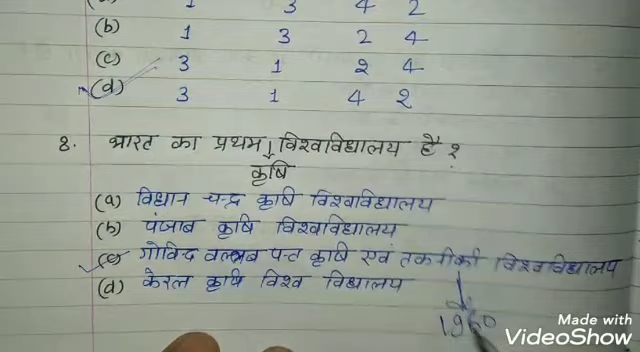 1 3 4 2
(b) 1 3 2 4
(c) 3 1 2 4
(d) 3 1 4 2
8. भारत का प्रथम विश्वविद्यालय है ?
कृषि
(a) विधान चन्द्र कृषि विश्वविद्यालय
(b) पंजाब कृषि विश्वविद्यालय
(c) गोविंद वल्लब पन्त कृषि एवं तकनीकी विश्वविद्यालय
(d) केरल कृषि विश्व विद्यालय
1960
Made with
VideoShow